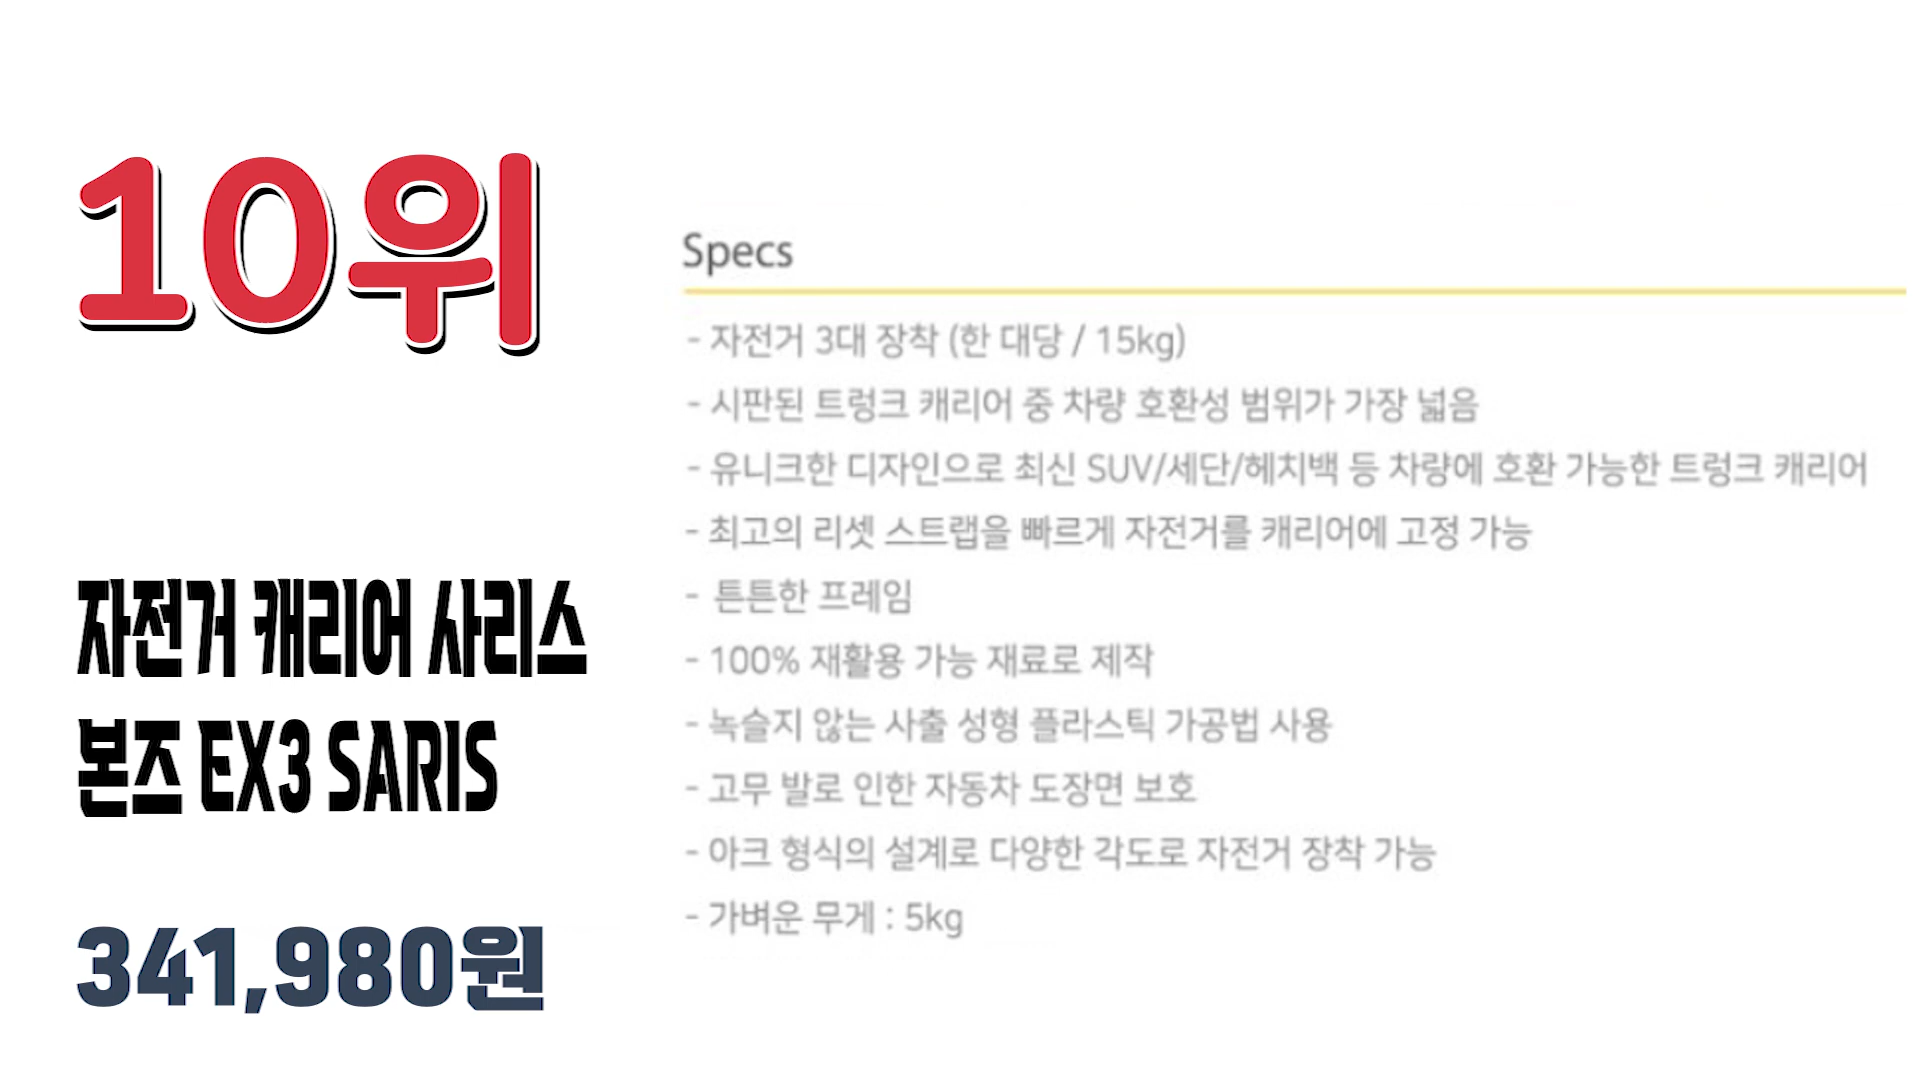 10위
자전거 캐리어 사리스
본즈 EX3 SARIS
341,980원
Specs
- 자전거 3대 장착 (한 대당 / 15kg)
- 시판된 트렁크 캐리어 중 차량 호환성 범위가 가장 넓음
- 유니크한 디자인으로 최신 SUV/세단/헤치백 등 차량에 호환 가능한 트렁크 캐리어
- 최고의 리셋 스트랩을 빠르게 자전거를 캐리어에 고정 가능
- 튼튼한 프레임
- 100% 재활용 가능 재료로 제작
- 녹슬지 않는 사출 성형 플라스틱 가공법 사용
- 고무 발로 인한 자동차 도장면 보호
- 아크 형식의 설계로 다양한 각도로 자전거 장착 가능
- 가벼운 무게 : 5kg